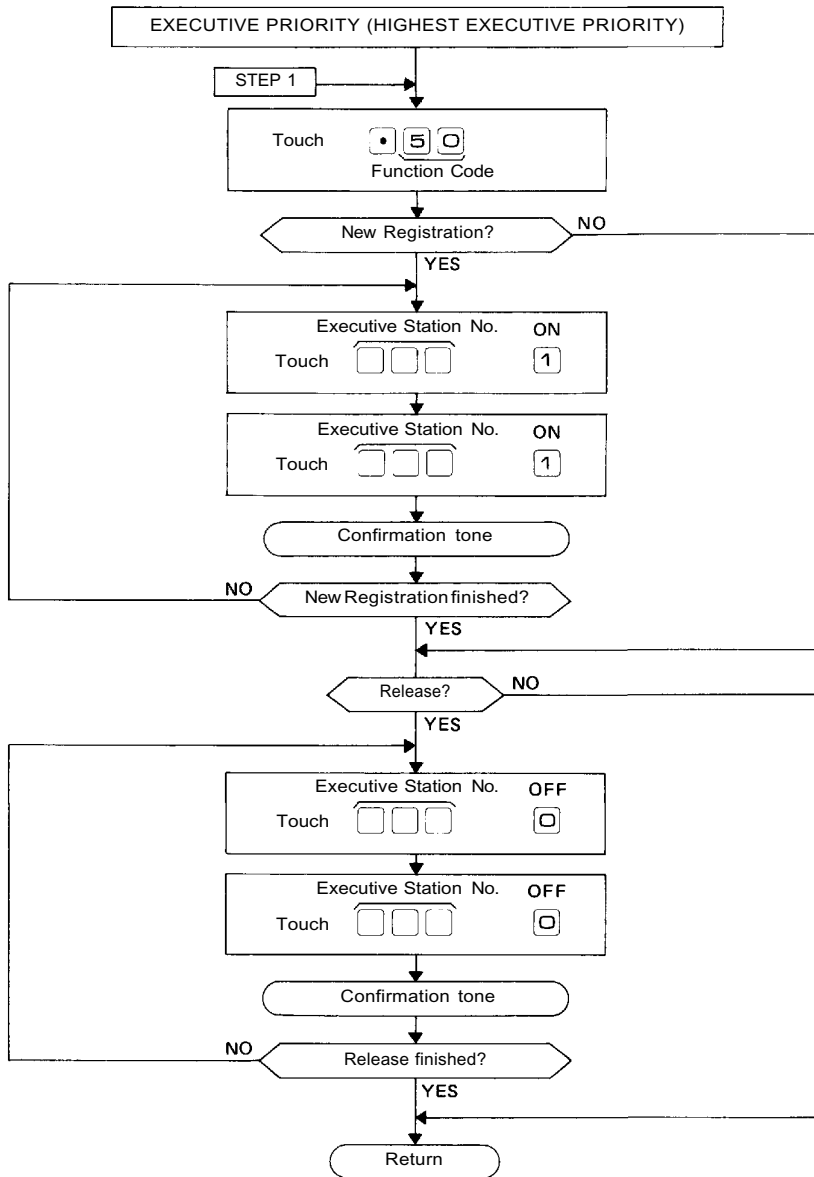 EXECUTIVE PRIORITY (HIGHEST EXECUTIVE PRIORITY)
STEP 1
Touch • 5 0
Function Code
New Registration? NO
YES
Executive Station No. ON
Touch 1
Executive Station No. ON
Touch 1
Confirmation tone
NO New Registration finished?
YES
Release? NO
YES
Executive Station No. OFF
Touch 0
Executive Station No. OFF
Touch 0
Confirmation tone
NO Release finished?
YES
Return